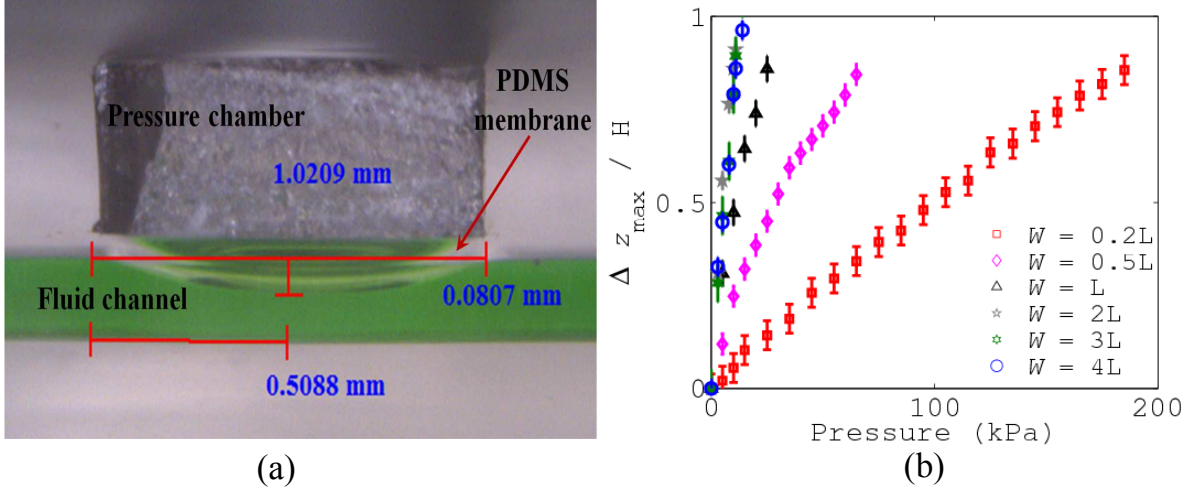 Pressure chamber
PDMS
membrane
1.0209 mm
Fluid channel
0.0807 mm
0.5088 mm
(a)
1
0.5
0
Δ z_max / H
W = 0.2L
W = 0.5L
W = L
W = 2L
W = 3L
W = 4L
0
100
200
Pressure (kPa)
(b)